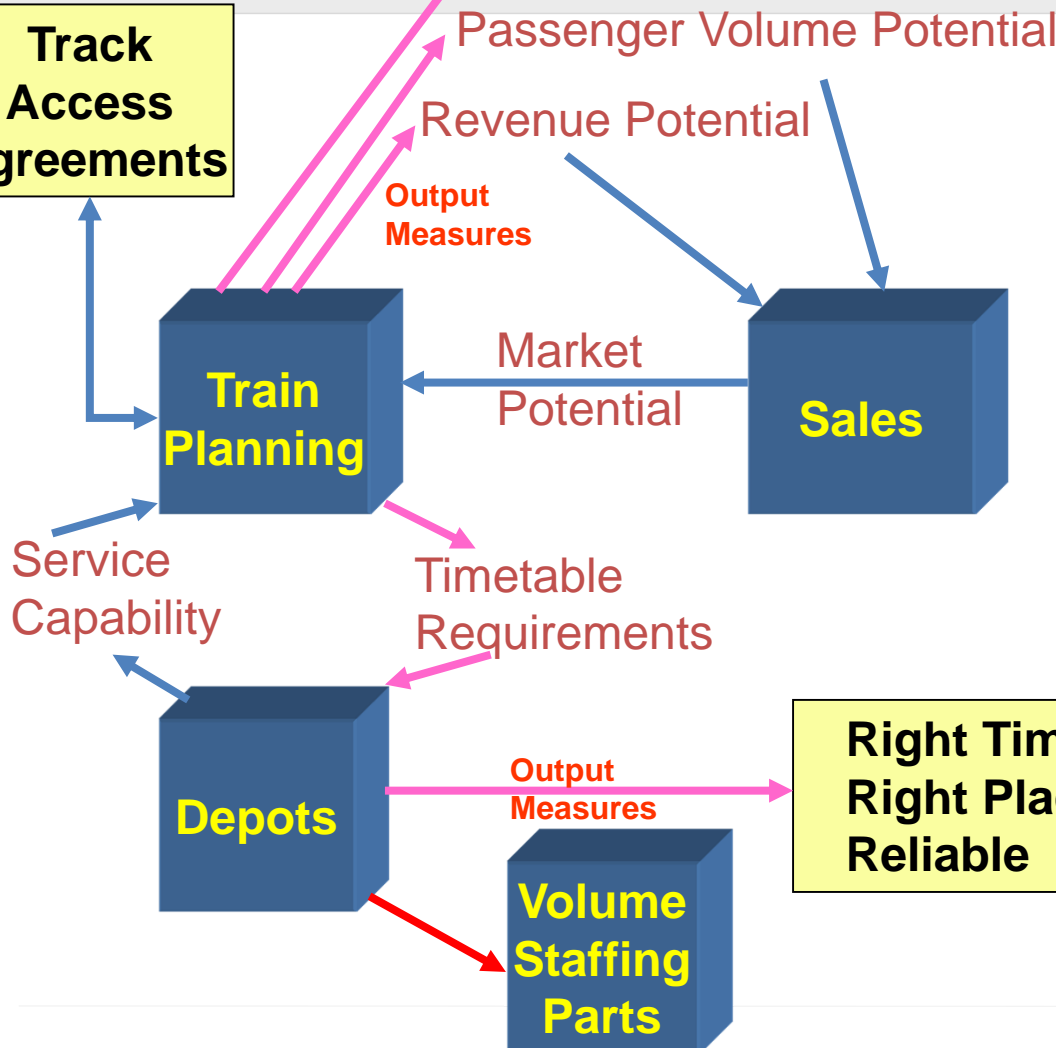 Passenger Volume Potential
Track
Access
greements
Revenue Potential
Output
Measures
Market
Potential
Train
Planning
Sales
Service
Capability
Timetable
Requirements
Right Tim
Right Pla
Reliable
Output
Measures
Depots
Volume
Staffing
Parts